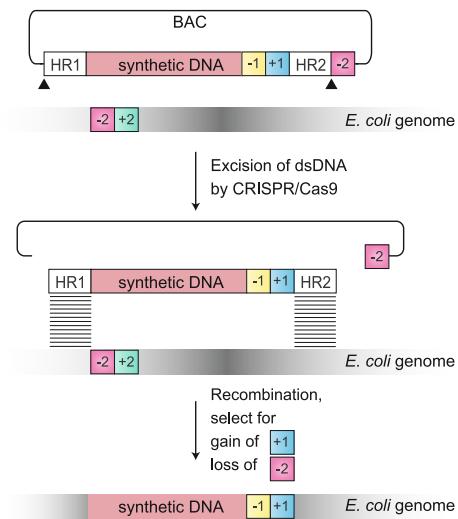 BAC
HR1 synthetic DNA -1 +1 HR2 -2
-2 +2
E. coli genome
Excision of dsDNA
by CRISPR/Cas9
-2
HR1 synthetic DNA -1 +1 HR2
-2 +2
E. coli genome
Recombination,
select for
gain of +1
loss of -2
synthetic DNA -1 +1 E. coli genome